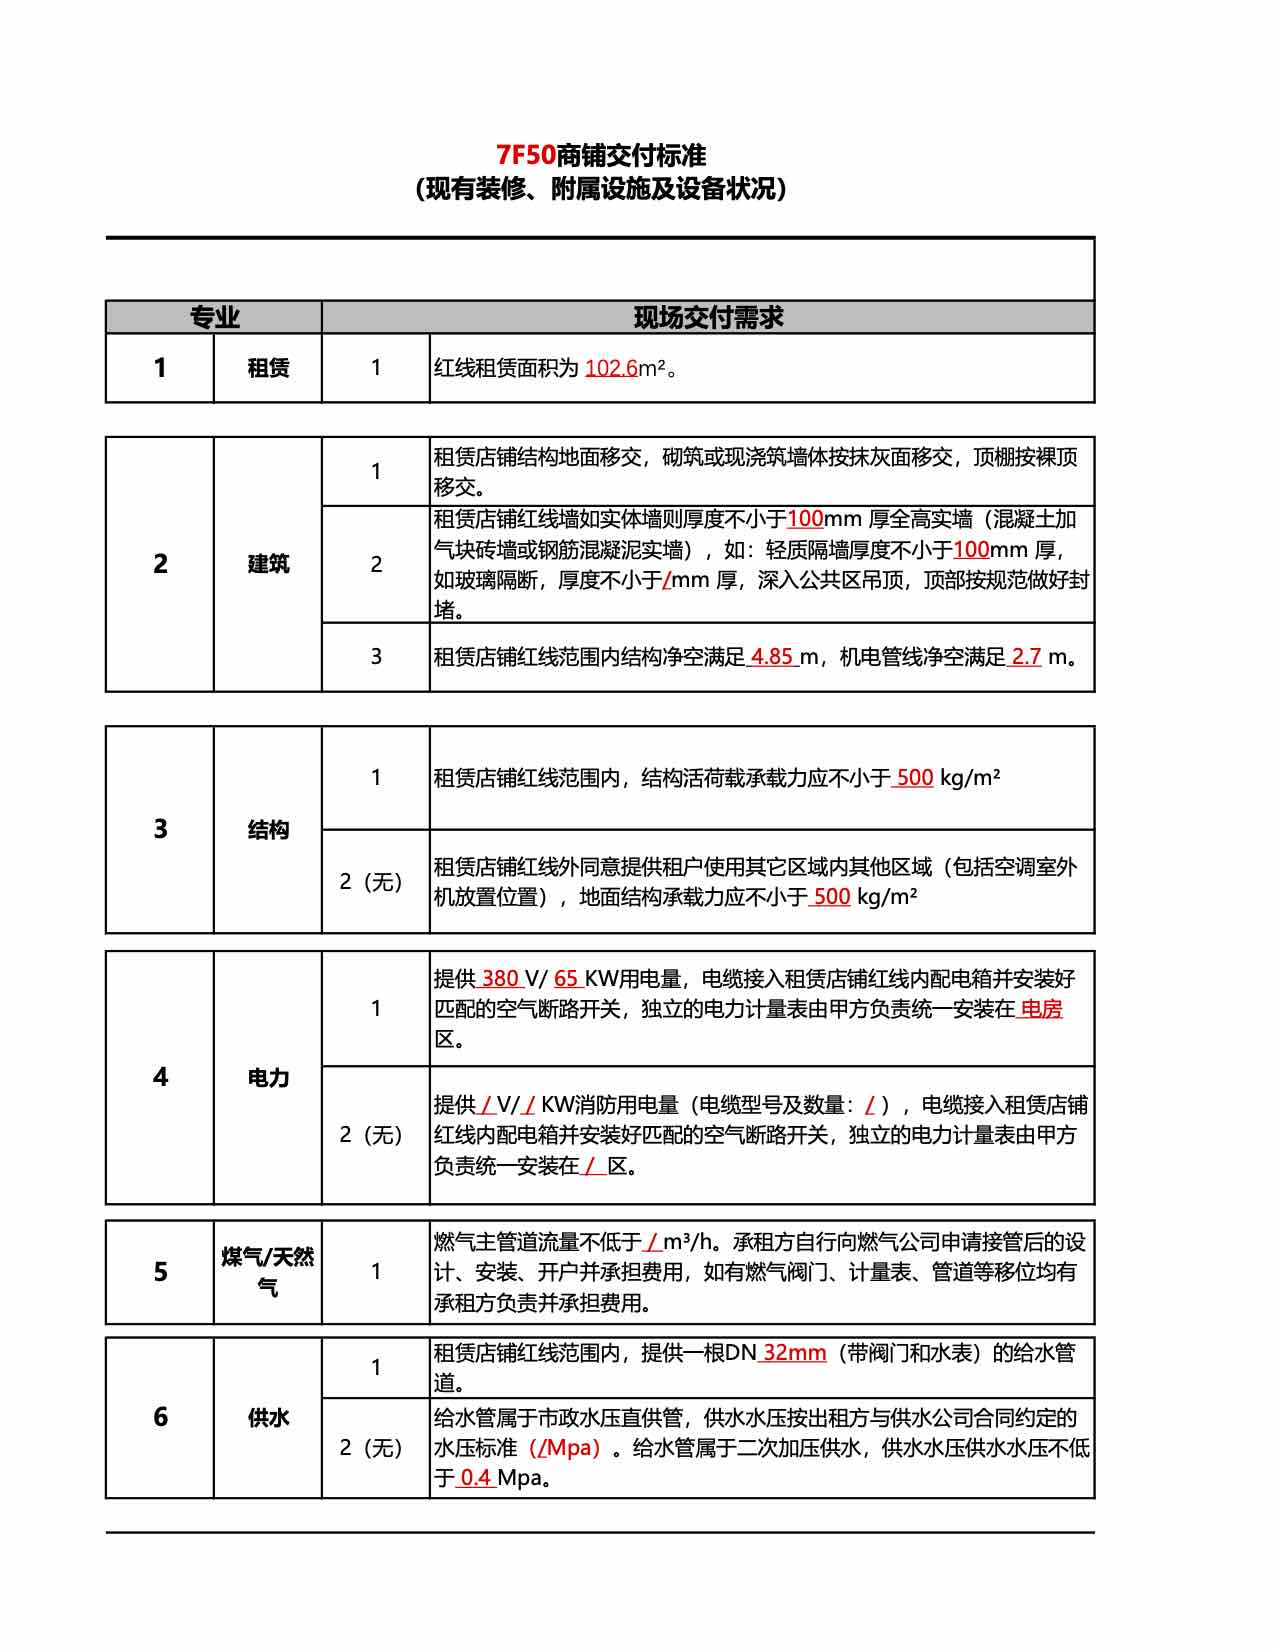 7F50商铺交付标准
（现有装修、附属设施及设备状况）
专业
现场交付需求
1
租赁
1
红线租赁面积为 102.6m²。
2
建筑
1
租赁店铺结构地面移交，砌筑或现浇筑墙体按抹灰面移交，顶棚按裸顶
移交。
2
租赁店铺红线墙如实体墙则厚度不小于100mm 厚全高实墙（混凝土加
气块砖墙或钢筋混凝泥实墙），如：轻质隔墙厚度不小于100mm 厚，
如玻璃隔断，厚度不小于/mm 厚，深入公共区吊顶，顶部按规范做好封
堵。
3
租赁店铺红线范围内结构净空满足 4.85 m，机电管线净空满足 2.7 m。
3
结构
1
租赁店铺红线范围内，结构活荷载承载力应不小于 500 kg/m²
2（无）
租赁店铺红线外同意提供租户使用其它区域内其他区域（包括空调室外
机放置位置），地面结构承载力应不小于 500 kg/m²
4
电力
1
提供 380 V/ 65 KW用电量，电缆接入租赁店铺红线内配电箱并安装好
匹配的空气断路开关，独立的电力计量表由甲方负责统一安装在 电房
区。
2（无）
提供 / V/ / KW消防用电量（电缆型号及数量：/ ），电缆接入租赁店铺
红线内配电箱并安装好匹配的空气断路开关，独立的电力计量表由甲方
负责统一安装在 / 区。
5
煤气/天然
气
1
燃气主管道流量不低于 / m³/h。承租方自行向燃气公司申请接管后的设
计、安装、开户并承担费用，如有燃气阀门、计量表、管道等移位均有
承租方负责并承担费用。
6
供水
1
租赁店铺红线范围内，提供一根DN 32mm（带阀门和水表）的给水管
道。
2（无）
给水管属于市政水压直供管，供水水压按出租方与供水公司合同约定的
水压标准（/Mpa）。给水管属于二次加压供水，供水水压供水水压不低
于 0.4 Mpa。